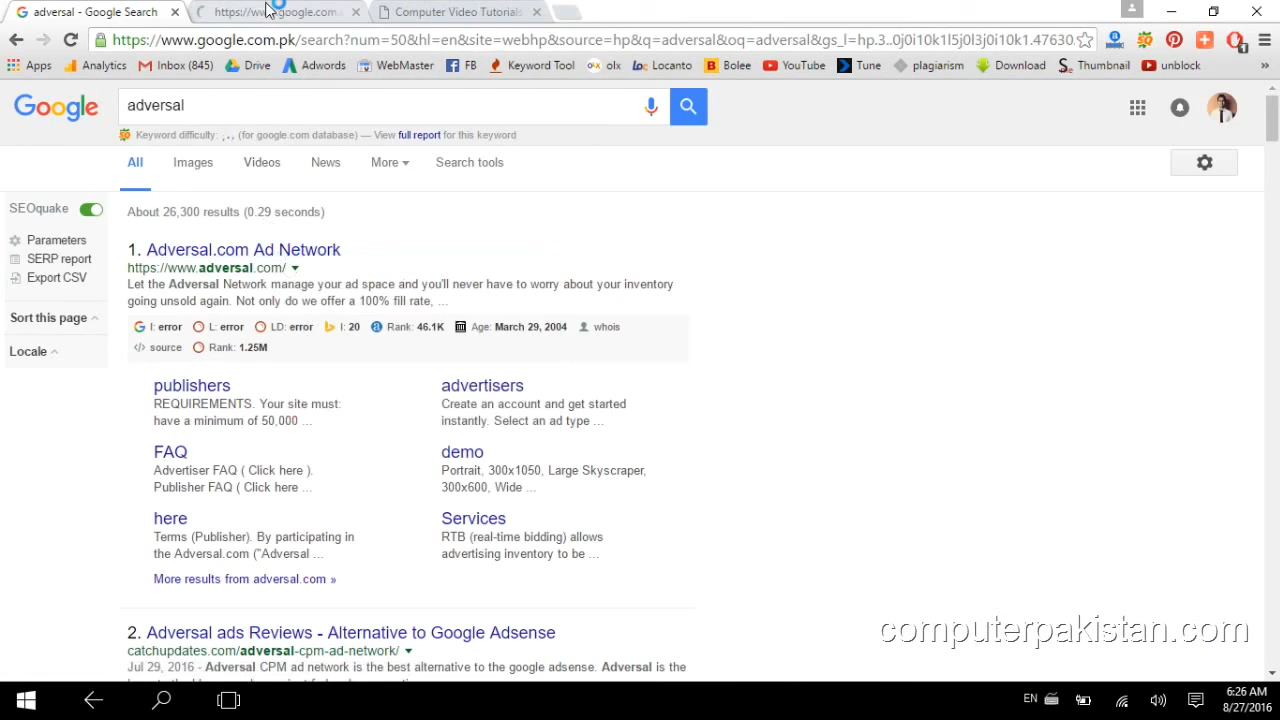 adversal - Google Search
https://www.google.com.
Computer Video Tutorials
https://www.google.com.pk/search?num=50&hl=en&site=webhp&source=hp&q=adversal&oq=adversal&gs_l=hp.3..0j0i10k1l5j0l3j0i10k1.47630.
Apps Analytics Inbox (845) Drive Adwords WebMaster FB Keyword Tool olx Locanto Bolee YouTube Tune plagiarism Download Thumbnail unblock »
Google adversal
Keyword difficulty: , . , (for google.com database) — View full report for this keyword
All Images Videos News More Search tools
SEOquake
Parameters
SERP report
Export CSV
Sort this page
Locale
About 26,300 results (0.29 seconds)
1. Adversal.com Ad Network
https://www.adversal.com/
Let the Adversal Network manage your ad space and you'll never have to worry about your inventory
going unsold again. Not only do we offer a 100% fill rate, ...
I: error L: error LD: error I: 20 Rank: 46.1K Age: March 29, 2004 whois
source Rank: 1.25M
publishers
REQUIREMENTS. Your site must:
have a minimum of 50,000 ...
advertisers
Create an account and get started
instantly. Select an ad type ...
FAQ
Advertiser FAQ ( Click here ).
Publisher FAQ ( Click here ...
demo
Portrait, 300x1050, Large Skyscraper,
300x600, Wide ...
here
Terms (Publisher). By participating in
the Adversal.com ("Adversal ...
Services
RTB (real-time bidding) allows
advertising inventory to be ...
More results from adversal.com »
2. Adversal ads Reviews - Alternative to Google Adsense
catchupdates.com/adversal-cpm-ad-network/
Jul 29, 2016 - Adversal CPM ad network is the best alternative to the google adsense. Adversal is the
computerpakistan.com
EN
6:26 AM
8/27/2016